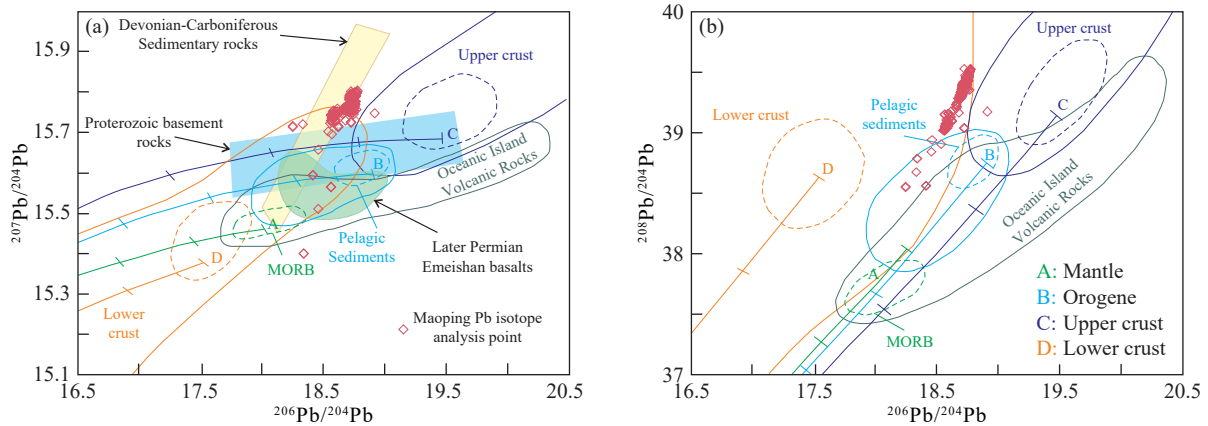 (a)
Devonian-Carboniferous
Sedimentary rocks
Upper crust
Proterozoic basement
rocks
C
B
A
D
Oceanic Island
Volcanic Rocks
Pelagic
Sediments
MORB
Later Permian
Emeishan basalts
Lower
crust
Maoping Pb isotope
analysis point
15.9
15.7
15.5
15.3
15.1
²⁰⁷Pb/²⁰⁴Pb
16.5
17.5
18.5
19.5
20.5
²⁰⁶Pb/²⁰⁴Pb
(b)
Upper crust
Lower crust
Pelagic
sediments
C
B
D
A
Oceanic Island
Volcanic Rocks
MORB
A: Mantle
B: Orogene
C: Upper crust
D: Lower crust
40
39
38
37
²⁰⁸Pb/²⁰⁴Pb
16.5
17.5
18.5
19.5
20.5
²⁰⁶Pb/²⁰⁴Pb